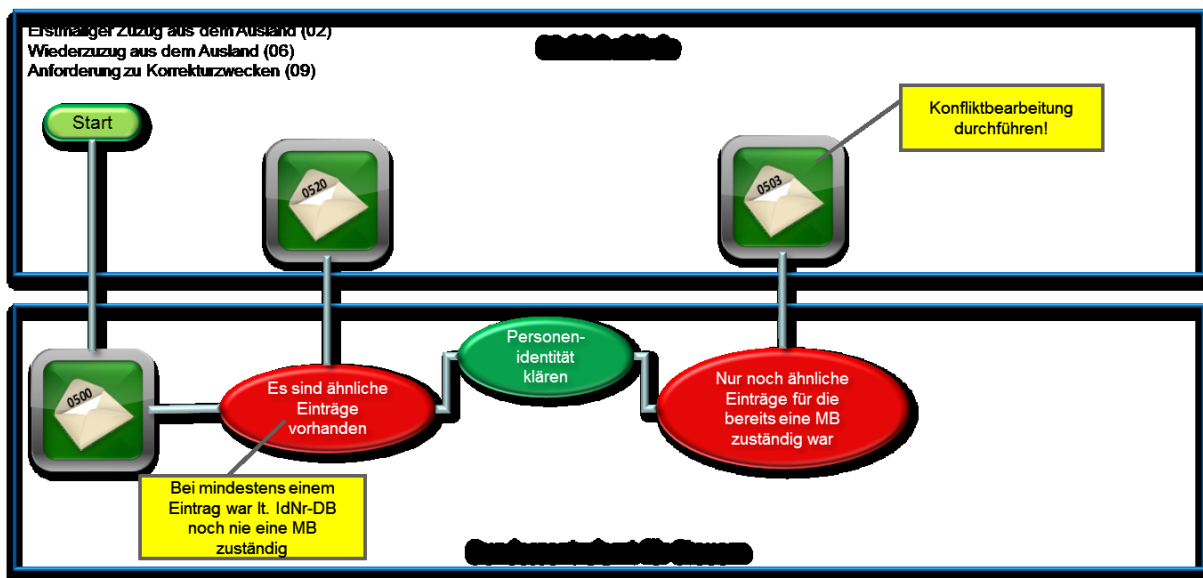 Erstmaliger Zuzug aus dem Ausland (02)
Wiederzuzug aus dem Ausland (06)
Anforderung zu Korrekturzwecken (09)
Start
0520
0503
Konfliktbearbeitung
durchführen!
0500
Es sind ähnliche
Einträge
vorhanden
Personen-
identität
klären
Nur noch ähnliche
Einträge für die
bereits eine MB
zuständig war
Bei mindestens einem
Eintrag war lt. IdNr-DB
noch nie eine MB
zuständig